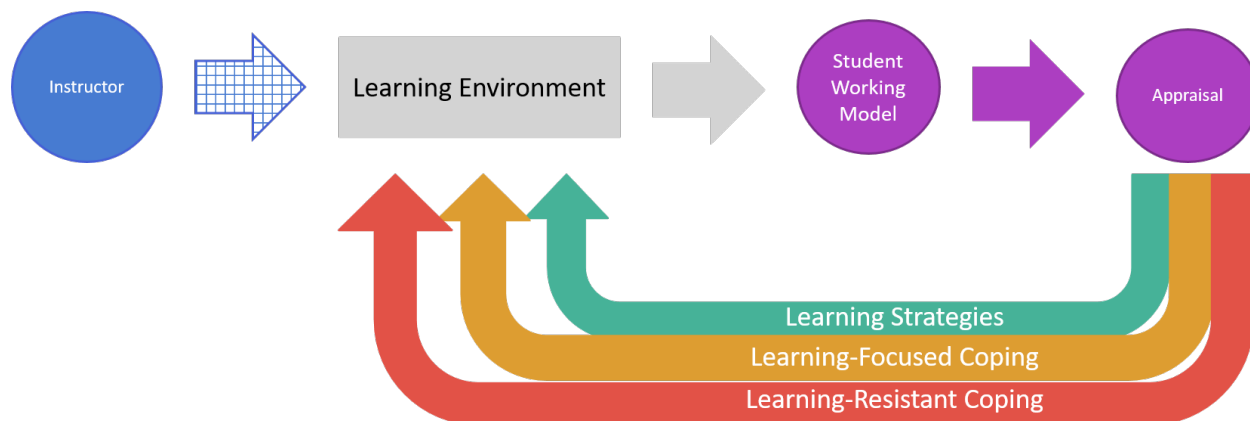 Instructor
Learning Environment
Student
Working
Model
Appraisal
Learning Strategies
Learning-Focused Coping
Learning-Resistant Coping